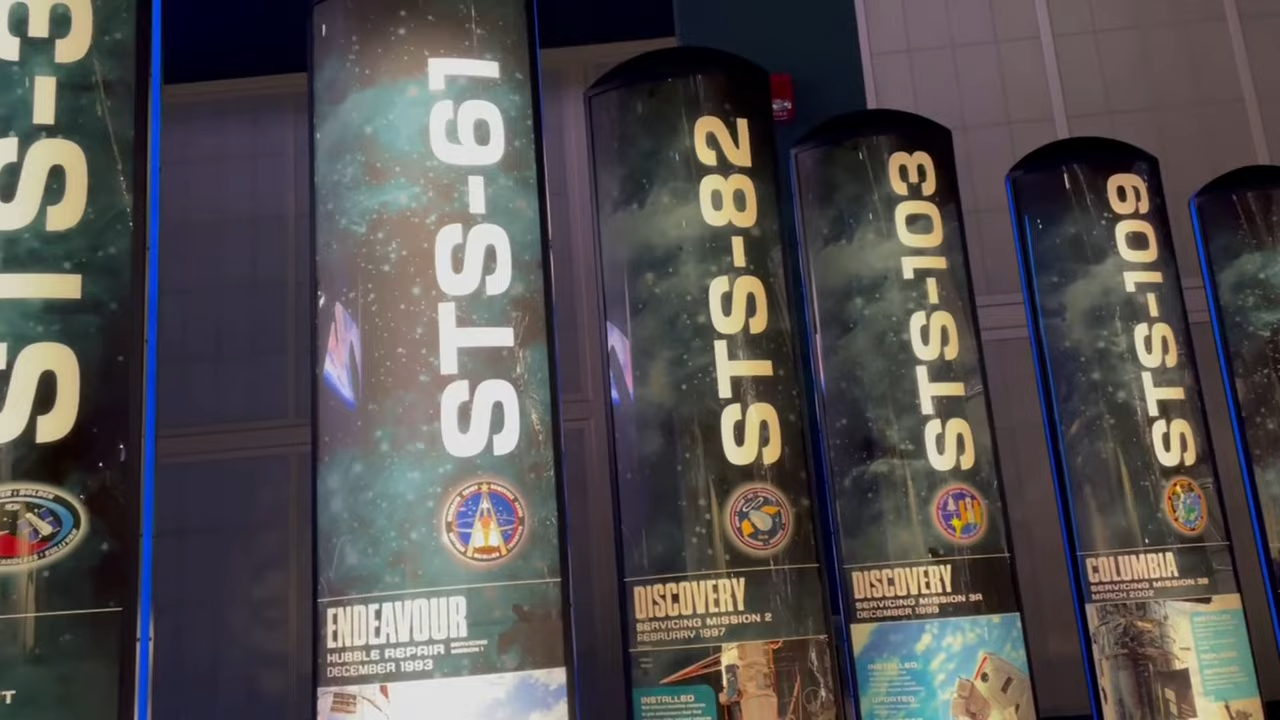 STS-3
STS-61
ENDEAVOUR
HUBBLE REPAIR SERVICING
DECEMBER 1993 MISSION 1
STS-82
DISCOVERY
SERVICING MISSION 2
FEBRUARY 1997
INSTALLED
STS-103
DISCOVERY
SERVICING MISSION 3A
DECEMBER 1999
INSTALLED
UPDATED
STS-109
COLUMBIA
SERVICING MISSION 3B
MARCH 2002
INSTALLED